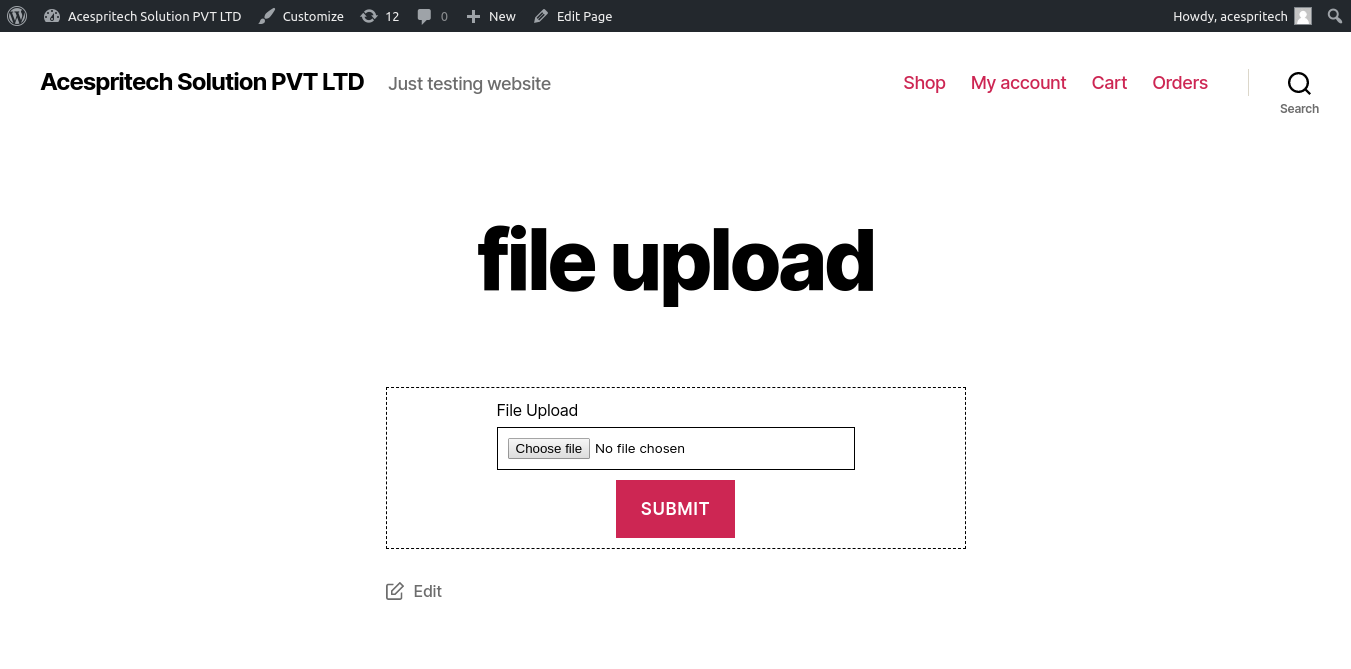 Acespritech Solution PVT LTD Customize 12 0 New Edit Page Howdy, acespritech
Acespritech Solution PVT LTD Just testing website Shop My account Cart Orders
Search
file upload
File Upload
Choose file No file chosen
SUBMIT
Edit